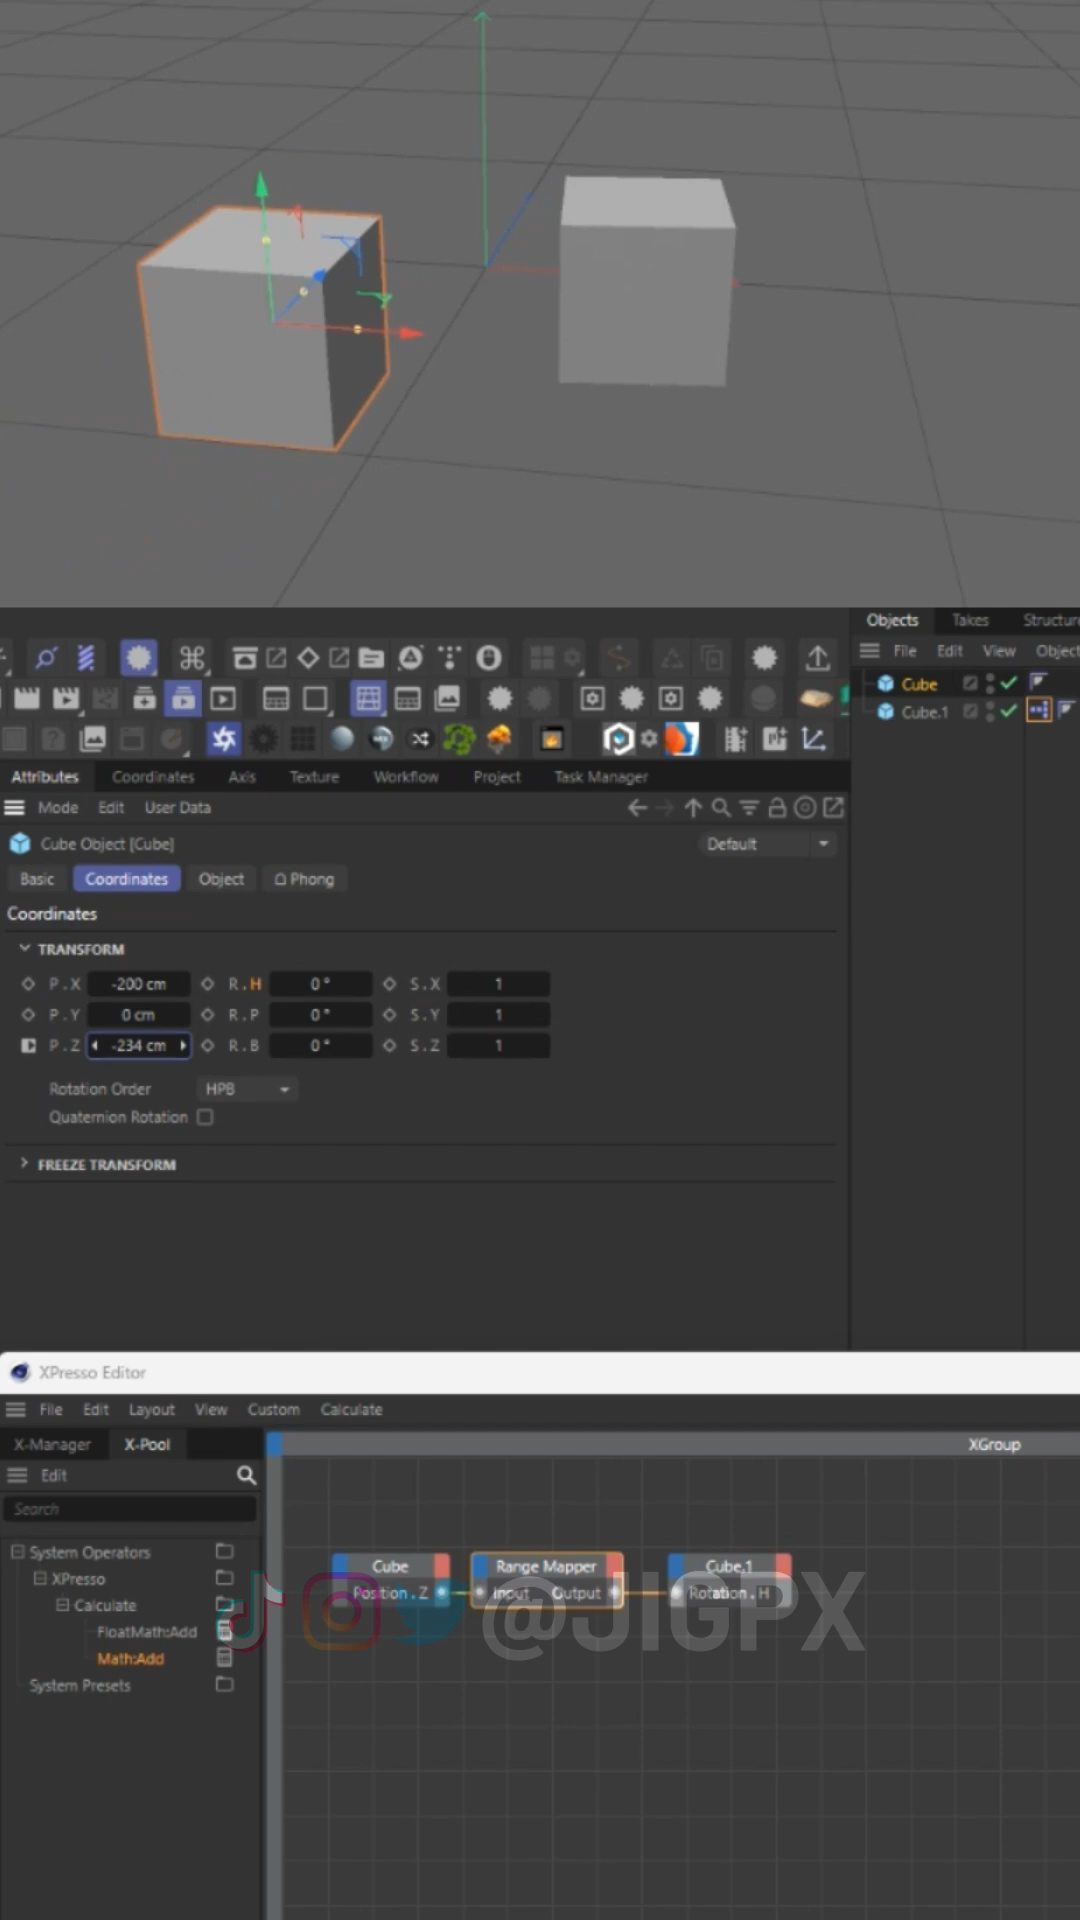 Objects Takes Structure
File Edit View Object
Cube
Cube.1
Attributes Coordinates Axis Texture Workflow Project Task Manager
Mode Edit User Data
Cube Object [Cube] Default
Basic Coordinates Object Phong
Coordinates
TRANSFORM
P.X -200 cm R.H 0° S.X 1
P.Y 0 cm R.P 0° S.Y 1
P.Z -234 cm R.B 0° S.Z 1
Rotation Order HPB
Quaternion Rotation
FREEZE TRANSFORM
XPresso Editor
File Edit Layout View Custom Calculate
X-Manager X-Pool XGroup
Edit
Search
System Operators
XPresso
Calculate
FloatMath:Add
Math:Add
System Presets
Cube Range Mapper Cube.1
Position.Z Input Output Rotation.H
@JIGPX